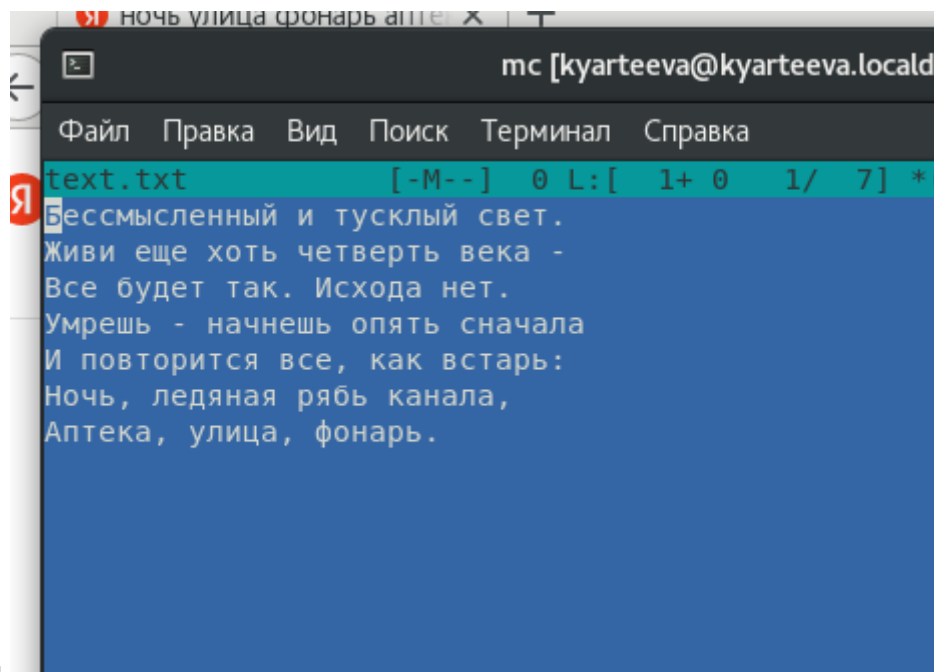 Я ночь улица фонарь апте
mc [kyarteeva@kyarteeva.locald
Файл Правка Вид Поиск Терминал Справка
Я
text.txt [-M--] 0 L:[ 1+ 0 1/ 7] *
Бессмысленный и тусклый свет.
Живи еще хоть четверть века -
Все будет так. Исхода нет.
Умрешь - начнешь опять сначала
И повторится все, как встарь:
Ночь, ледяная рябь канала,
Аптека, улица, фонарь.